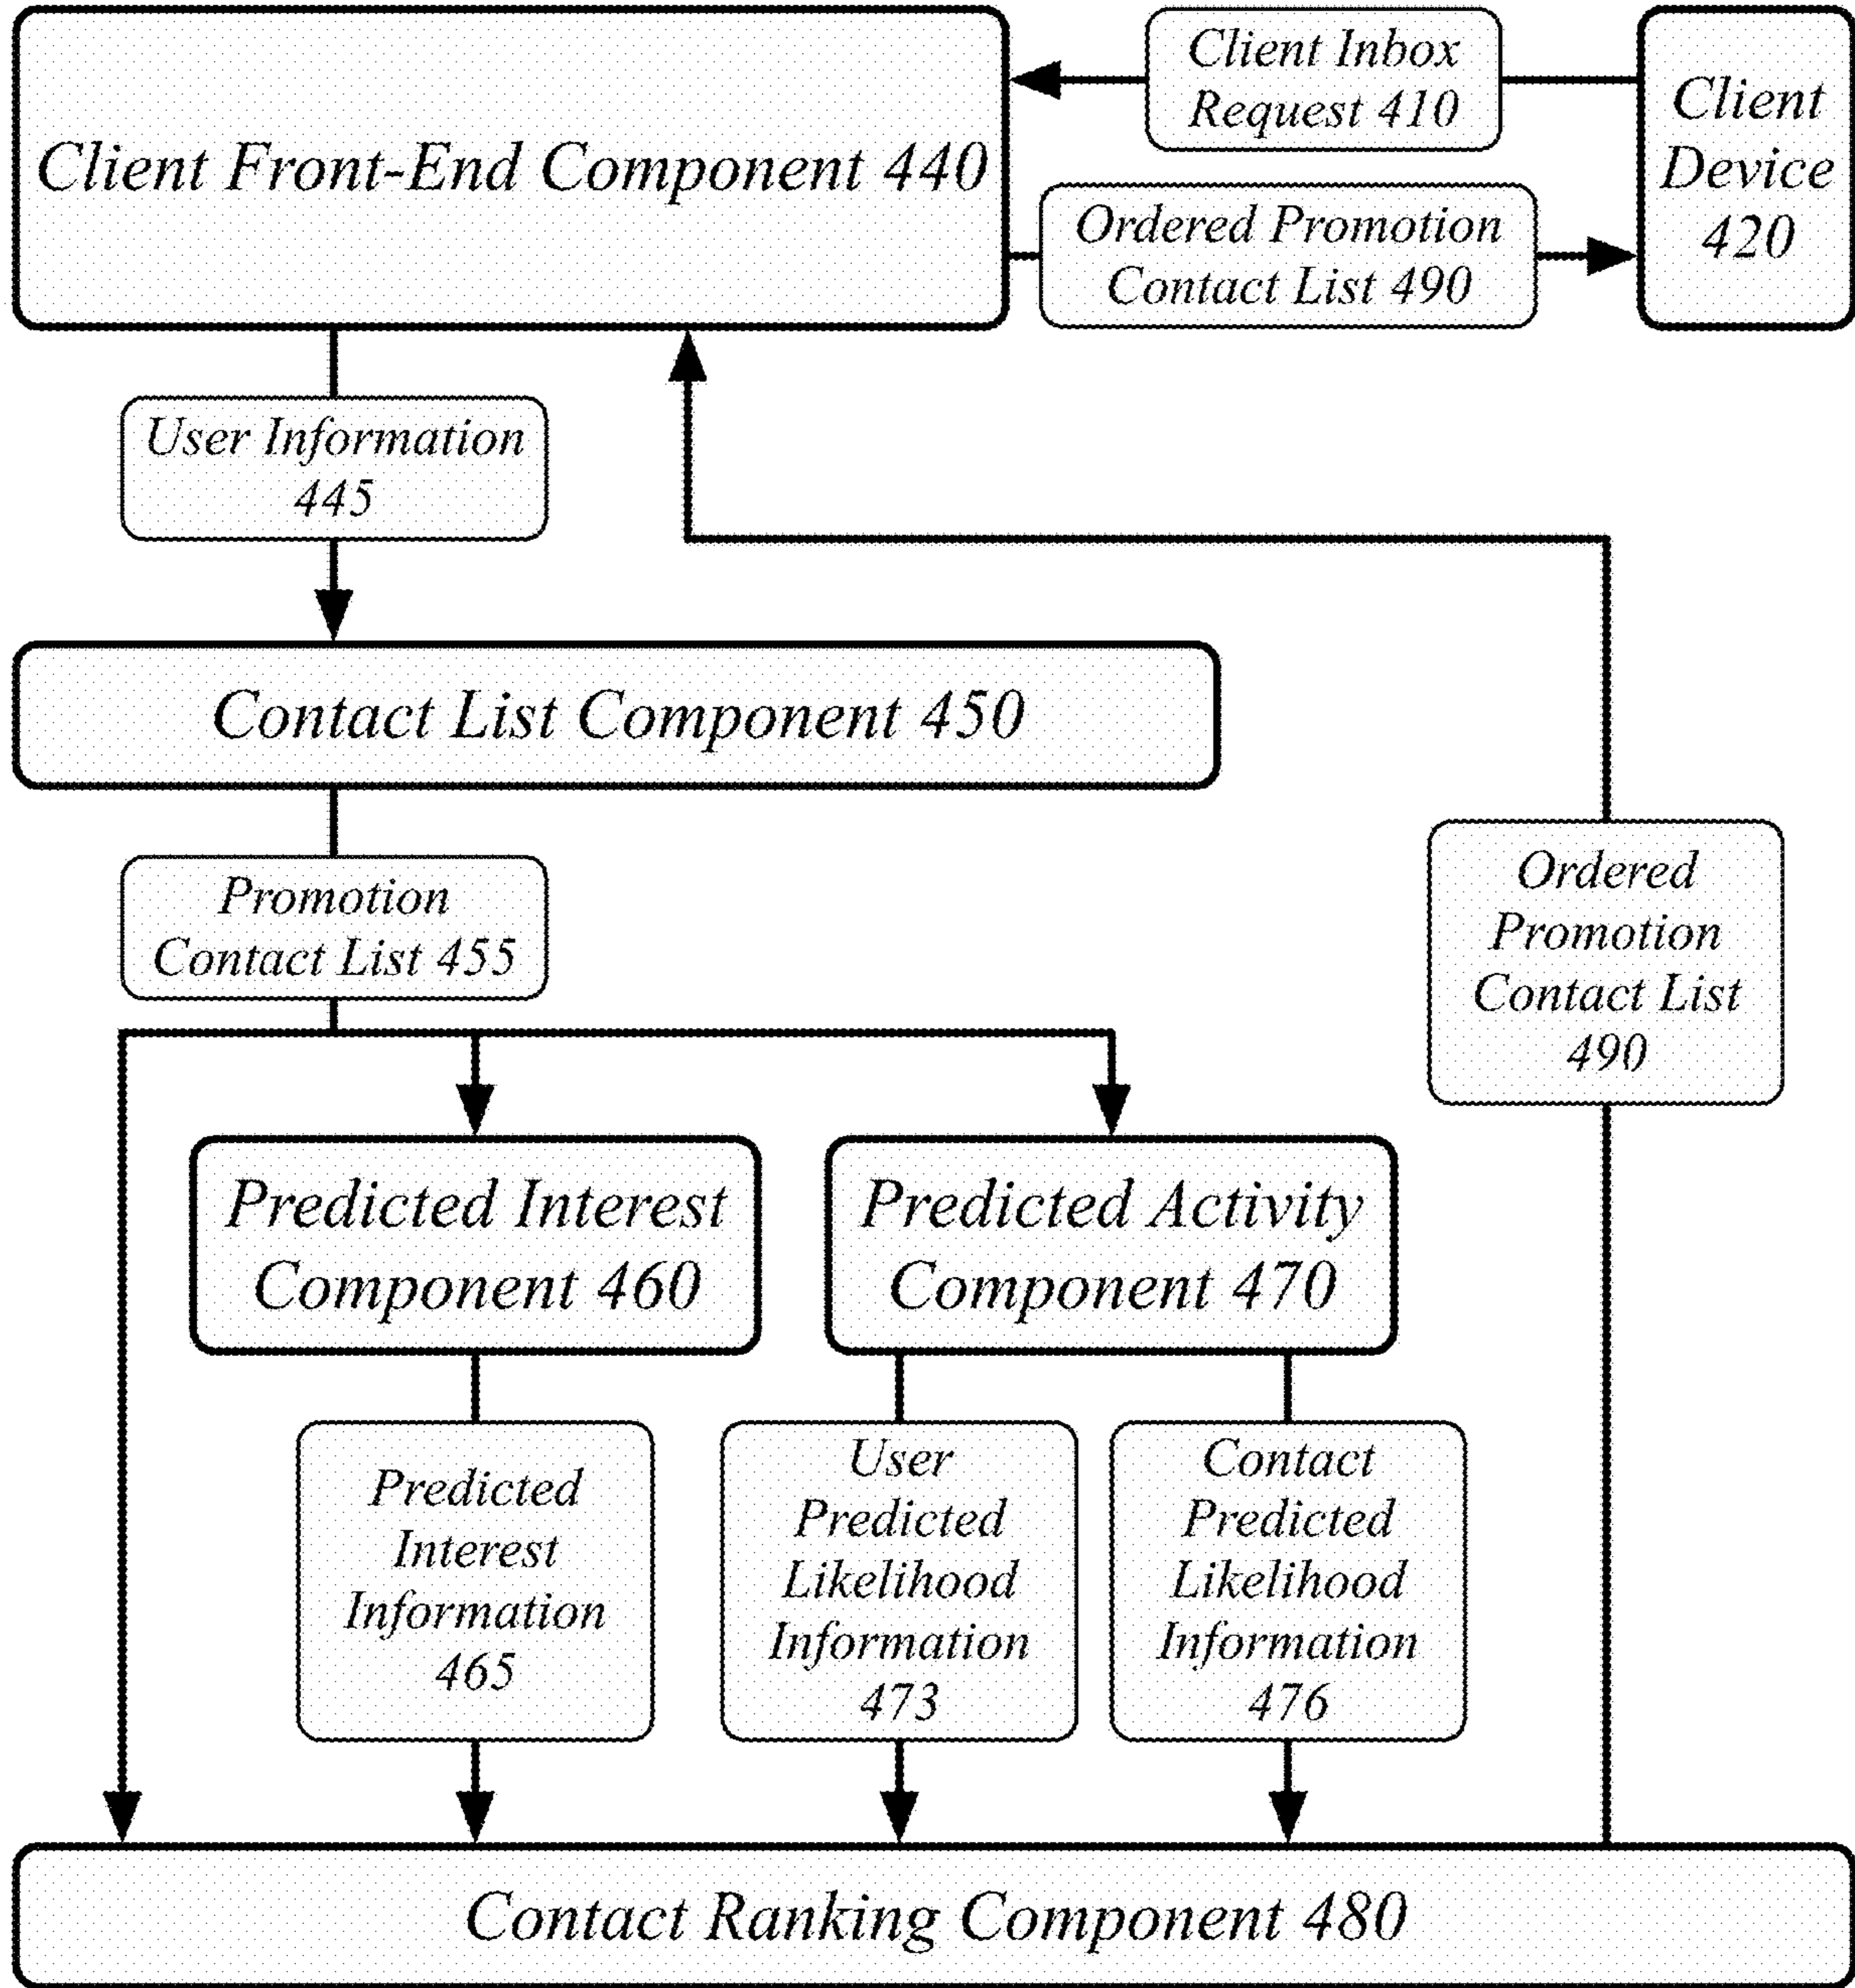 Client Front-End Component 440
Client Inbox
Request 410
Ordered Promotion
Contact List 490
Client
Device
420
User Information
445
Contact List Component 450
Promotion
Contact List 455
Ordered
Promotion
Contact List
490
Predicted Interest
Component 460
Predicted Activity
Component 470
Predicted
Interest
Information
465
User
Predicted
Likelihood
Information
473
Contact
Predicted
Likelihood
Information
476
Contact Ranking Component 480